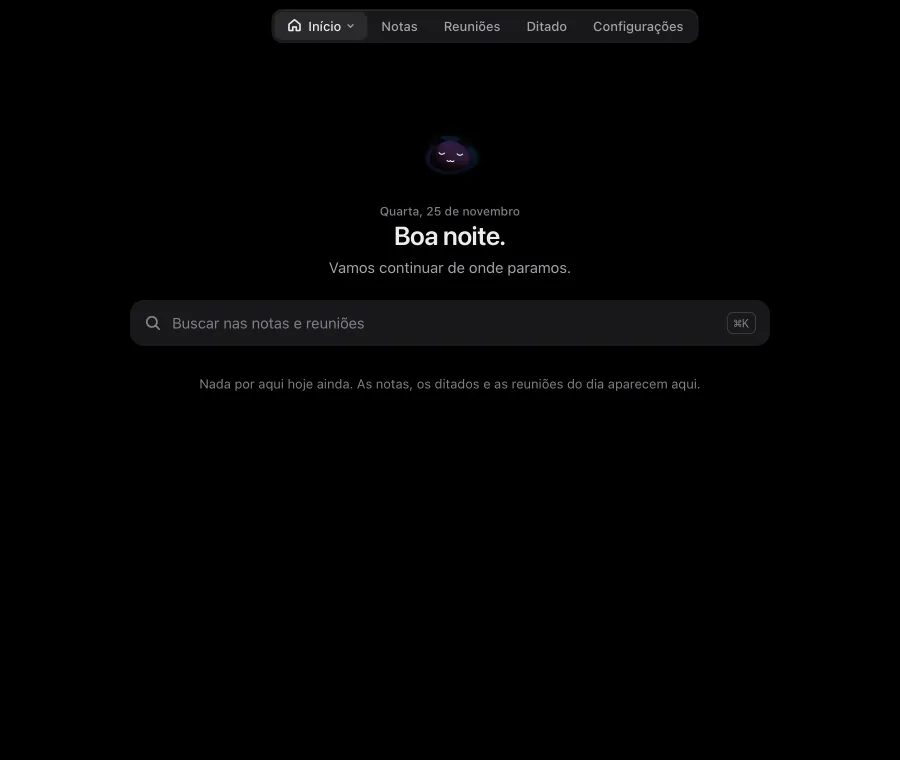 Início Notas Reuniões Ditado Configurações
Quarta, 25 de novembro
Boa noite.
Vamos continuar de onde paramos.
Buscar nas notas e reuniões ⌘K
Nada por aqui hoje ainda. As notas, os ditados e as reuniões do dia aparecem aqui.